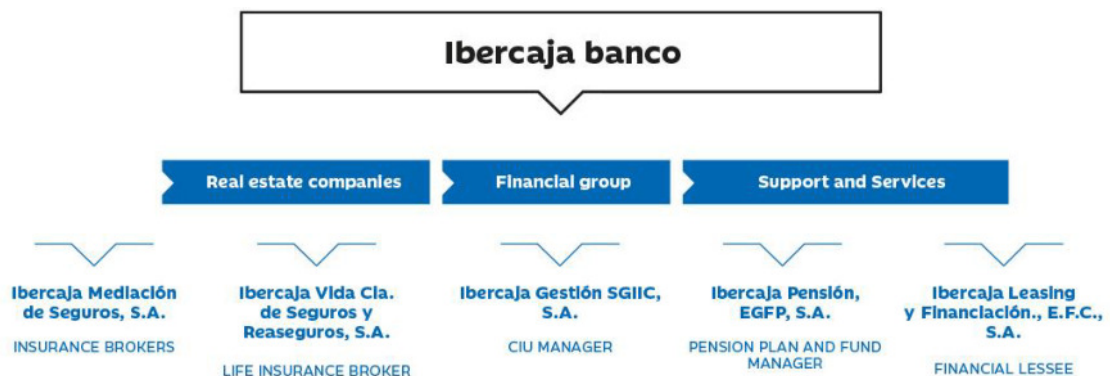 Ibercaja banco
Real estate companies
Financial group
Support and Services
Ibercaja Mediación
de Seguros, S.A.
INSURANCE BROKERS
Ibercaja Vida Cia.
de Seguros y
Reaseguros, S.A.
LIFE INSURANCE BROKER
Ibercaja Gestión SGIIC,
S.A.
CIU MANAGER
Ibercaja Pensión,
EGFP, S.A.
PENSION PLAN AND FUND
MANAGER
Ibercaja Leasing
y Financiación., E.F.C.,
S.A.
FINANCIAL LESSEE